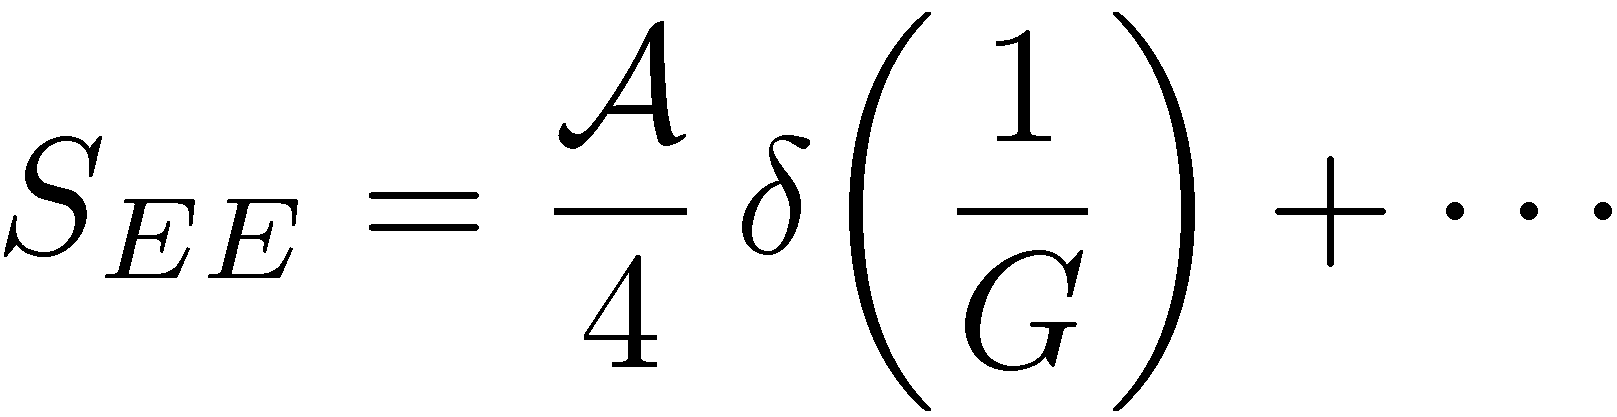 S_{EE} = \frac{\mathcal{A}}{4} \, \delta\left(\frac{1}{G}\right) + \cdots